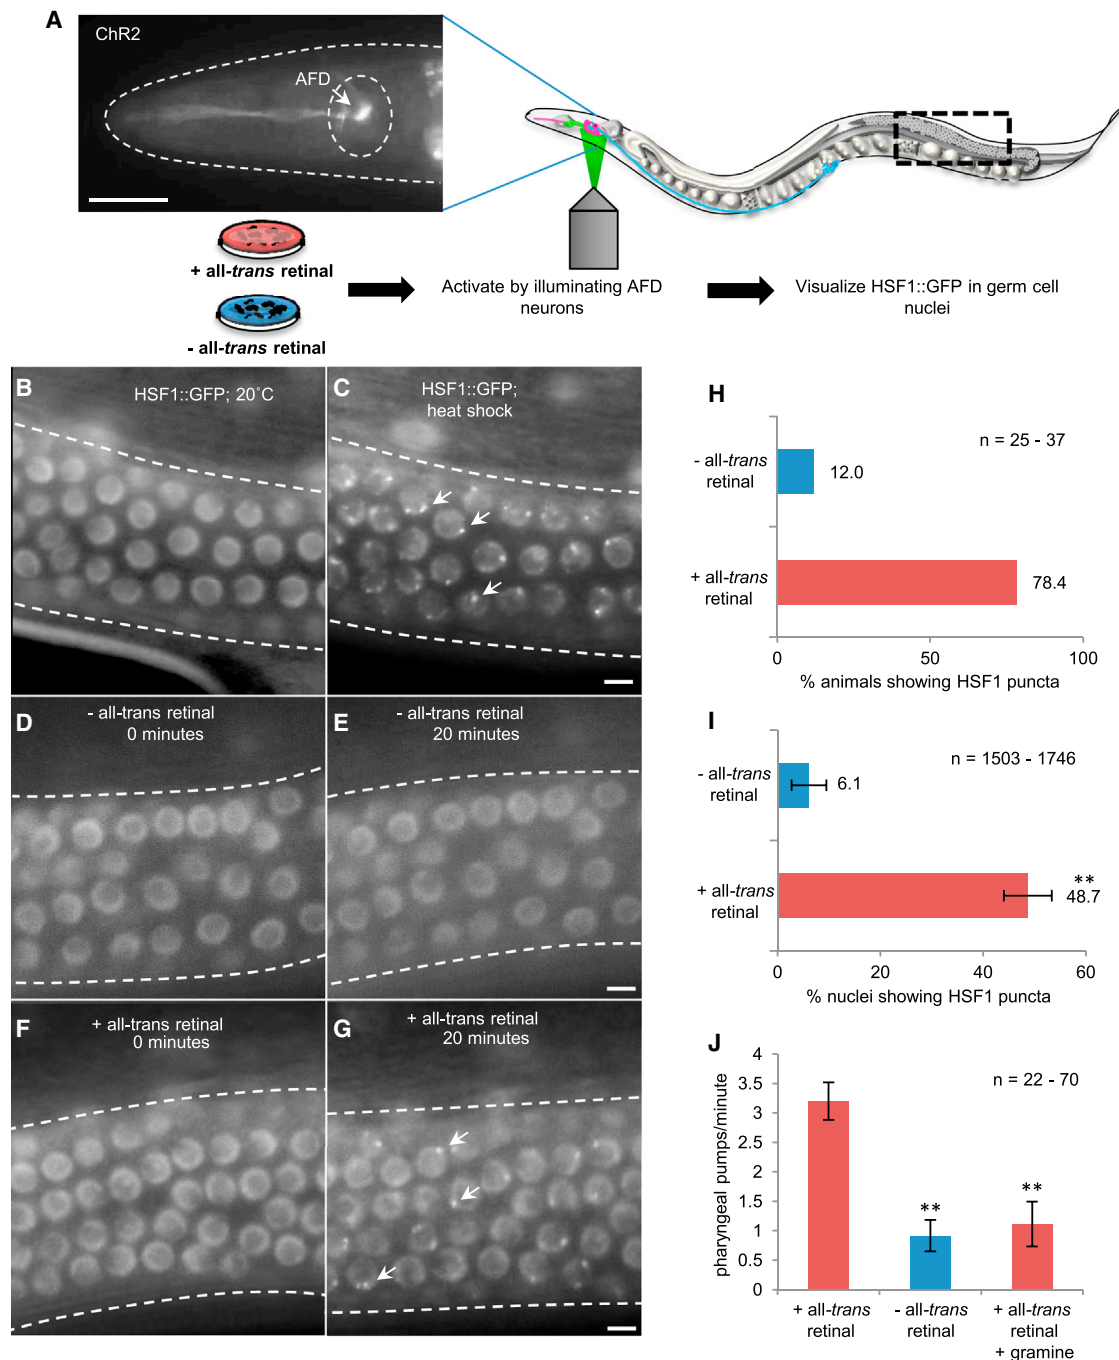 A
ChR2
AFD
+ all-trans retinal
- all-trans retinal
Activate by illuminating AFD
neurons
Visualize HSF1::GFP in germ cell
nuclei
B
HSF1::GFP; 20˚C
C
HSF1::GFP;
heat shock
D
- all-trans retinal
0 minutes
E
- all-trans retinal
20 minutes
F
+ all-trans retinal
0 minutes
G
+ all-trans retinal
20 minutes
H
n = 25 - 37
- all-trans
retinal
12.0
+ all-trans
retinal
78.4
0 50 100
% animals showing HSF1 puncta
I
n = 1503 - 1746
- all-trans
retinal
6.1
+ all-trans
retinal
**
48.7
0 20 40 60
% nuclei showing HSF1 puncta
J
n = 22 - 70
pharyngeal pumps/minute
4
3.5
3
2.5
2
1.5
1
0.5
0
**
**
+ all-trans
retinal
- all-trans
retinal
+ all-trans
retinal
+ gramine